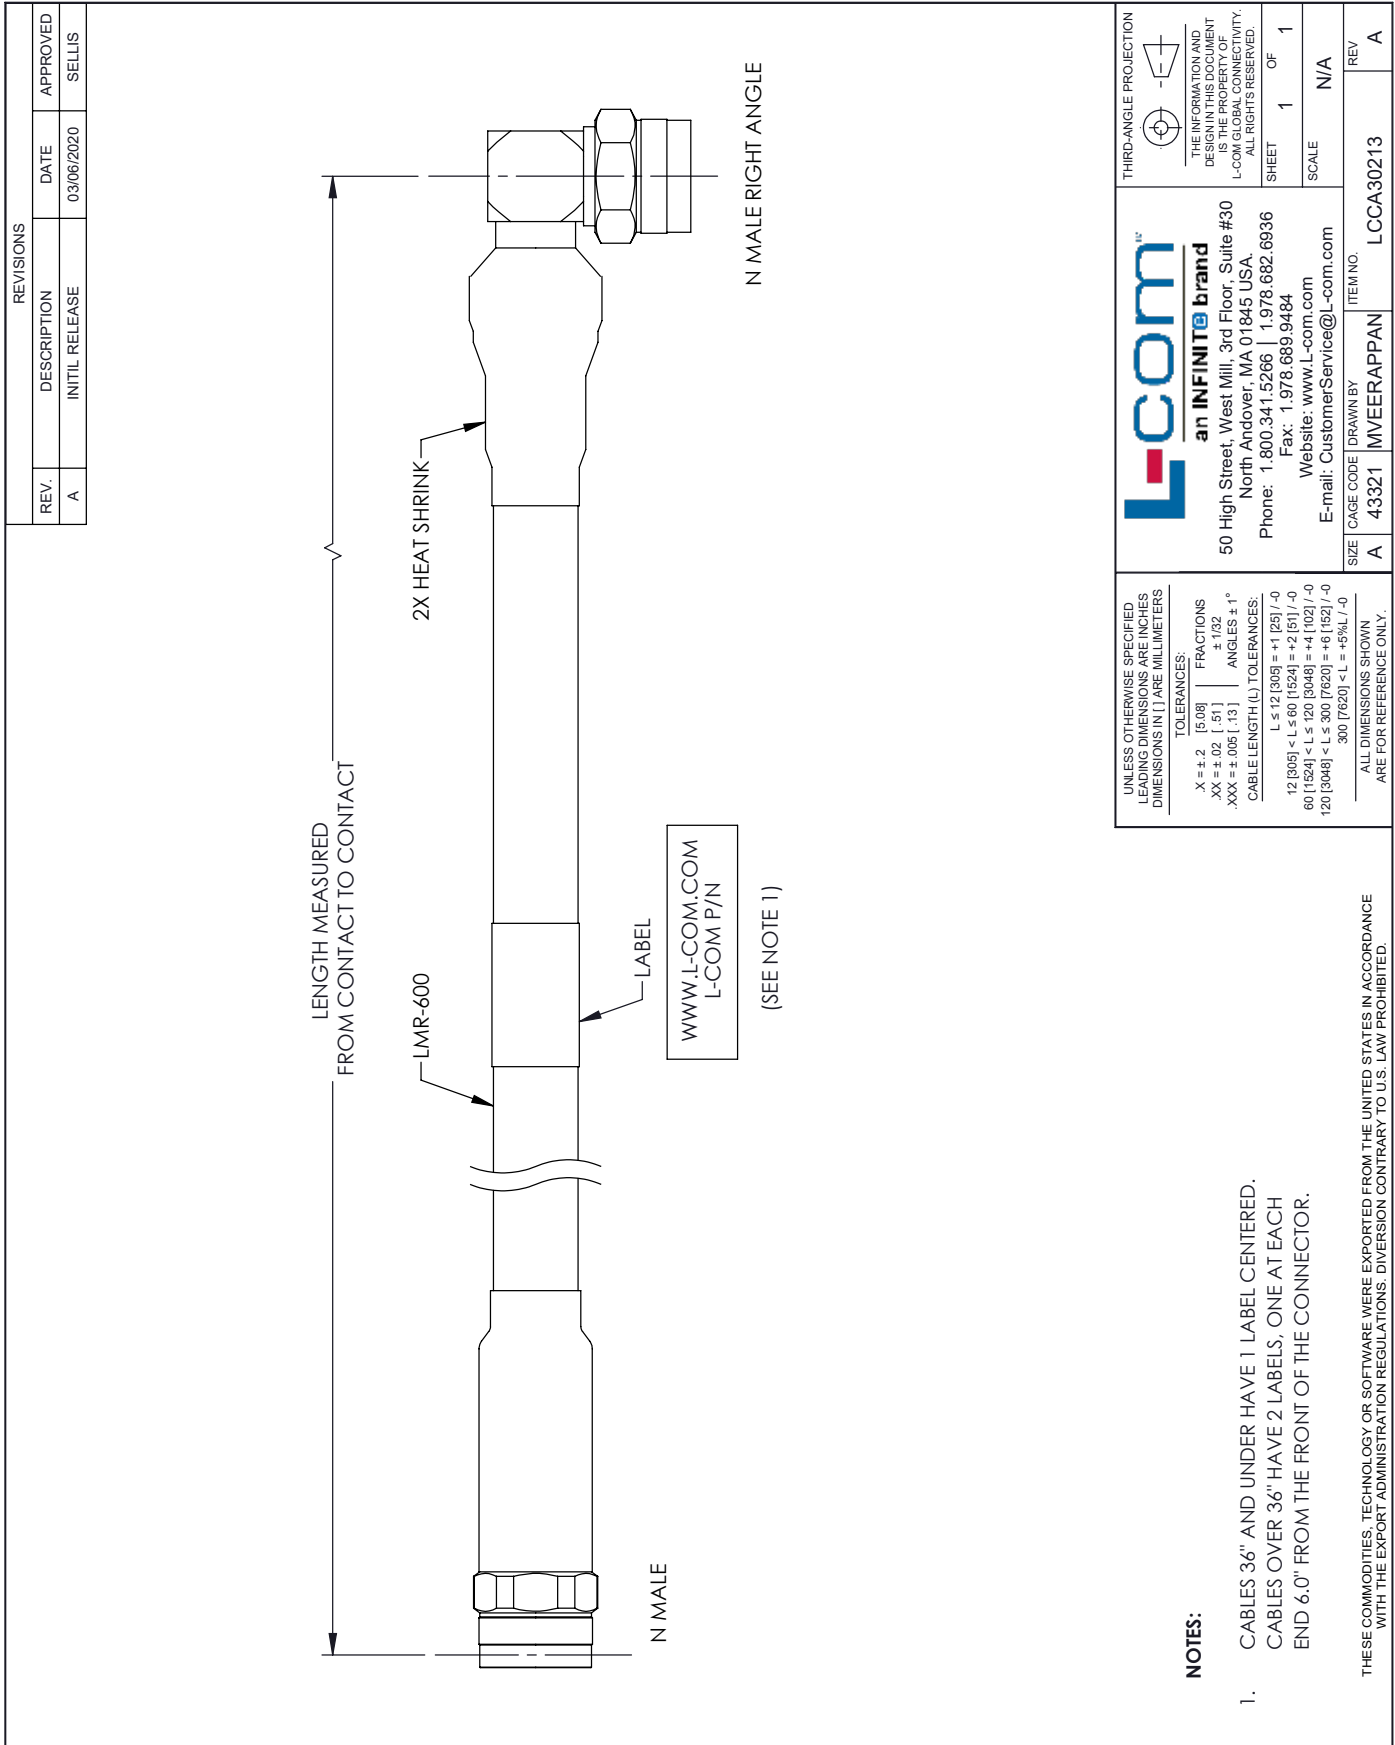 REVISIONS
REV. DESCRIPTION DATE APPROVED
A INITIL RELEASE 03/06/2020 SELLIS
LENGTH MEASURED
FROM CONTACT TO CONTACT
LMR-600
2X HEAT SHRINK
LABEL
WWW.L-COM.COM
L-COM P/N
(SEE NOTE 1)
N MALE
N MALE RIGHT ANGLE
NOTES:
1. CABLES 36" AND UNDER HAVE 1 LABEL CENTERED.
CABLES OVER 36" HAVE 2 LABELS, ONE AT EACH
END 6.0" FROM THE FRONT OF THE CONNECTOR.
THESE COMMODITIES, TECHNOLOGY OR SOFTWARE WERE EXPORTED FROM THE UNITED STATES IN ACCORDANCE
WITH THE EXPORT ADMINISTRATION REGULATIONS. DIVERSION CONTRARY TO U.S. LAW PROHIBITED.
UNLESS OTHERWISE SPECIFIED
LEADING DIMENSIONS ARE INCHES
DIMENSIONS IN [ ] ARE MILLIMETERS
TOLERANCES:
.X = ±.2 [5.08] FRACTIONS
.XX = ±.02 [.51] ± 1/32
.XXX = ±.005 [.13] ANGLES ± 1°
CABLE LENGTH (L) TOLERANCES:
L ≤ 12 [305] = +1 [25] / -0
12 [305] < L ≤ 60 [1524] = +2 [51] / -0
60 [1524] < L ≤ 120 [3048] = +4 [102] / -0
120 [3048] < L ≤ 300 [7620] = +6 [152] / -0
300 [7620] < L = +5%L / -0
ALL DIMENSIONS SHOWN
ARE FOR REFERENCE ONLY.
L-com
an INFINIT@ brand
50 High Street, West Mill, 3rd Floor, Suite #30
North Andover, MA 01845 USA.
Phone: 1.800.341.5266 | 1.978.682.6936
Fax: 1.978.689.9484
Website: www.L-com.com
E-mail: CustomerService@L-com.com
THIRD-ANGLE PROJECTION
THE INFORMATION AND
DESIGN IN THIS DOCUMENT
IS THE PROPERTY OF
L-COM GLOBAL CONNECTIVITY.
ALL RIGHTS RESERVED.
SHEET 1 OF 1
SCALE N/A
SIZE A
CAGE CODE 43321
DRAWN BY MVEERAPPAN
ITEM NO. LCCA30213
REV A